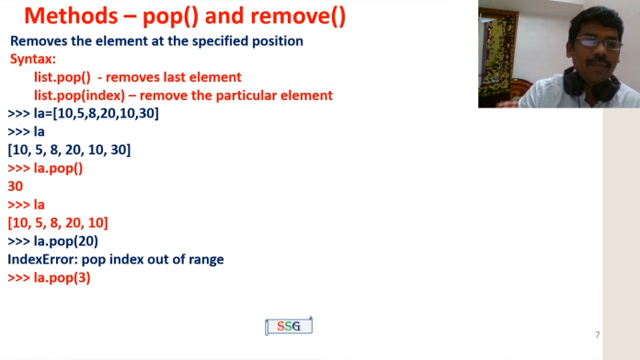 Methods – pop() and remove()
Removes the element at the specified position
Syntax:
list.pop() - removes last element
list.pop(index) – remove the particular element
>>> la=[10,5,8,20,10,30]
>>> la
[10, 5, 8, 20, 10, 30]
>>> la.pop()
30
>>> la
[10, 5, 8, 20, 10]
>>> la.pop(20)
IndexError: pop index out of range
>>> la.pop(3)
SSG
7